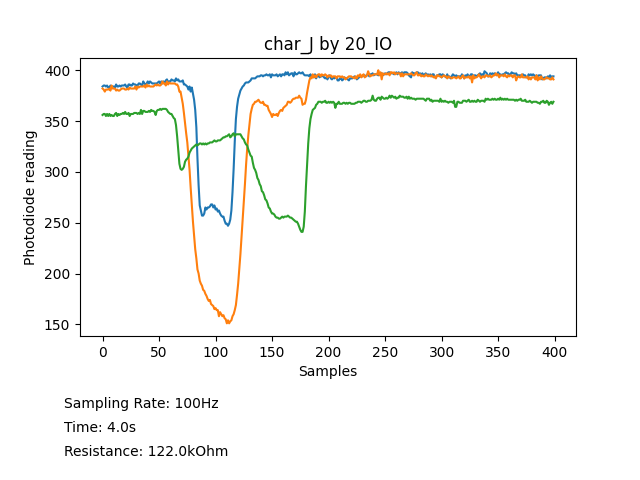 char_J by 20_IO
400
350
300
250
200
150
Photodiode reading
0 50 100 150 200 250 300 350 400
Samples
Sampling Rate: 100Hz
Time: 4.0s
Resistance: 122.0kOhm